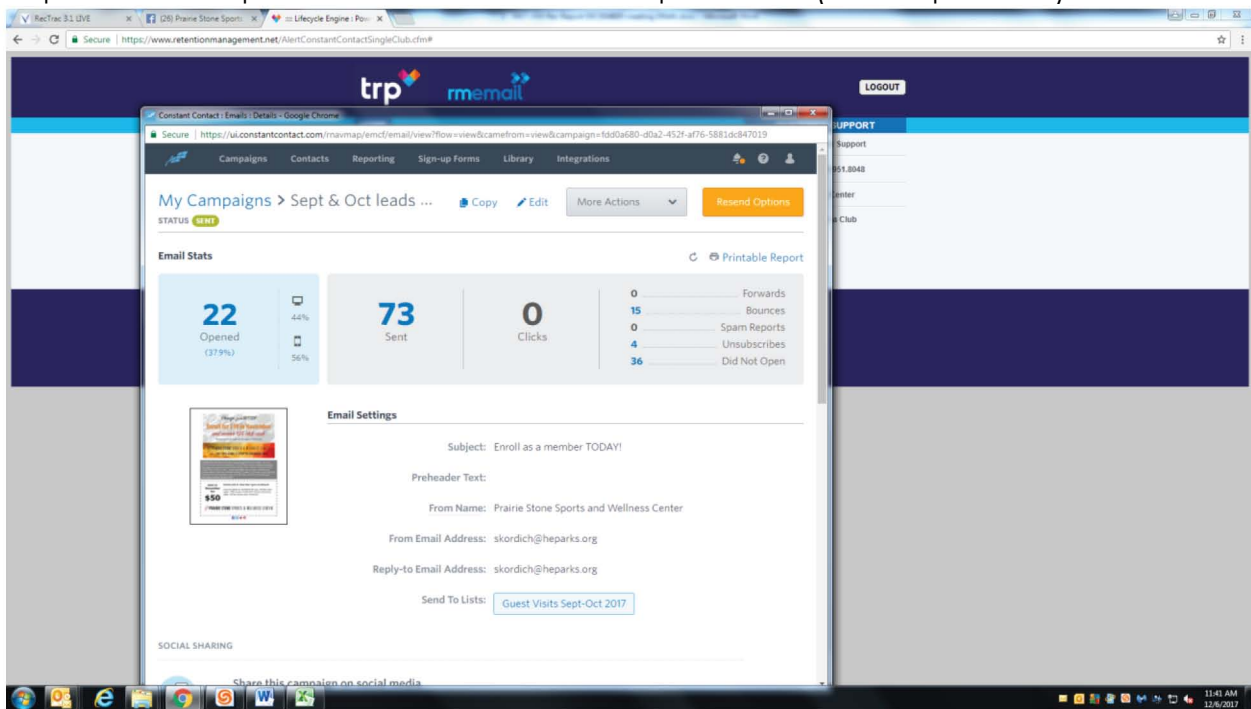 RecTrac 3.1 LIVE
(26) Prairie Stone Sports
Lifecycle Engine : Po
Secure | https://www.retentionmanagement.net/AlertConstantContactSingleClub.cfm#
trp rmemail
LOGOUT
SUPPORT
Support
951.8048
Center
a Club
Constant Contact : Emails : Details - Google Chrome
Secure | https://ui.constantcontact.com/rnavmap/emcf/email/view?flow=view&camefrom=view&campaign=fdd0a680-d0a2-452f-af76-5881dc847019
Campaigns Contacts Reporting Sign-up Forms Library Integrations
My Campaigns > Sept & Oct leads ... Copy Edit More Actions Resend Options
STATUS SENT
Email Stats
Printable Report
22
Opened
(37.9%)
44%
56%
73
Sent
0
Clicks
0 Forwards
15 Bounces
0 Spam Reports
4 Unsubscribes
36 Did Not Open
$50
Email Settings
Subject: Enroll as a member TODAY!
Preheader Text:
From Name: Prairie Stone Sports and Wellness Center
From Email Address: skordich@heparks.org
Reply-to Email Address: skordich@heparks.org
Send To Lists: Guest Visits Sept-Oct 2017
SOCIAL SHARING
Share this campaign on social media
11:41 AM
12/6/2017